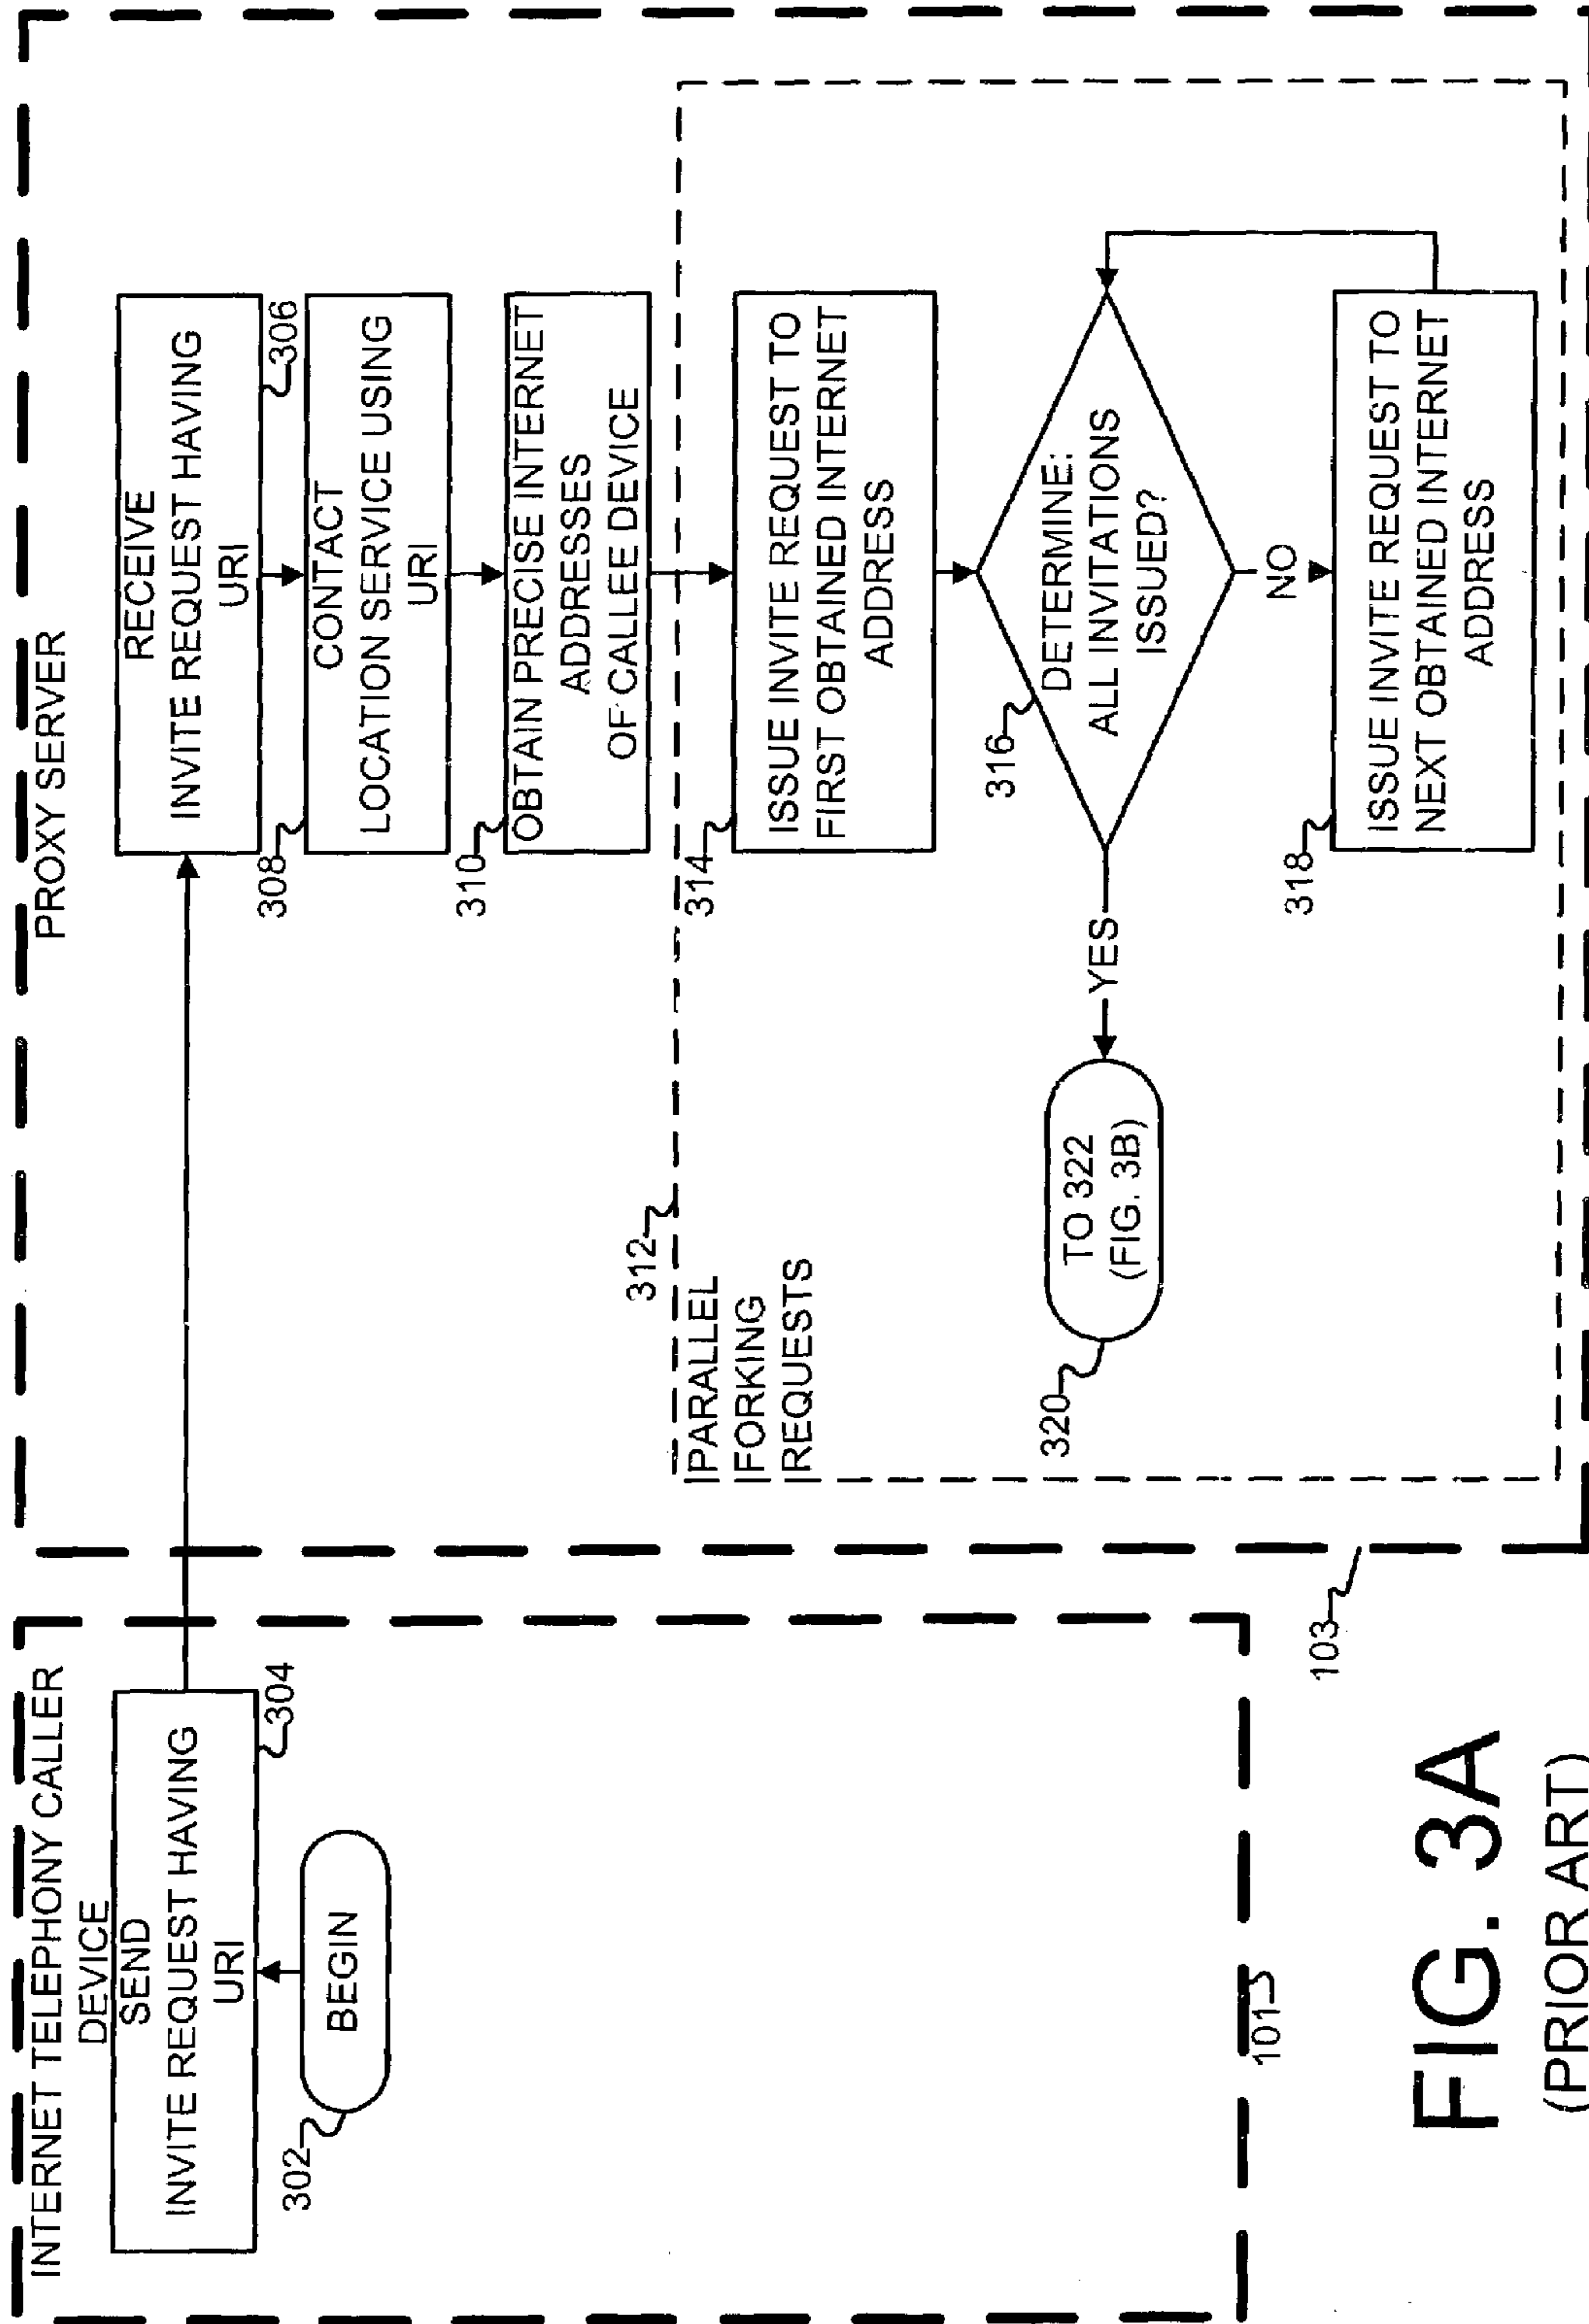 INTERNET TELEPHONY CALLER
DEVICE
SEND
INVITE REQUEST HAVING
URI
304
BEGIN
302
101
PROXY SERVER
RECEIVE
INVITE REQUEST HAVING
URI
306
308
CONTACT
LOCATION SERVICE USING
URI
310
OBTAIN PRECISE INTERNET
ADDRESSES
OF CALLEE DEVICE
312
PARALLEL
FORKING
REQUESTS
314
ISSUE INVITE REQUEST TO
FIRST OBTAINED INTERNET
ADDRESS
316
DETERMINE:
ALL INVITATIONS
ISSUED?
YES
TO 322
(FIG. 3B)
320
NO
318
ISSUE INVITE REQUEST TO
NEXT OBTAINED INTERNET
ADDRESS
103
FIG. 3A
(PRIOR ART)